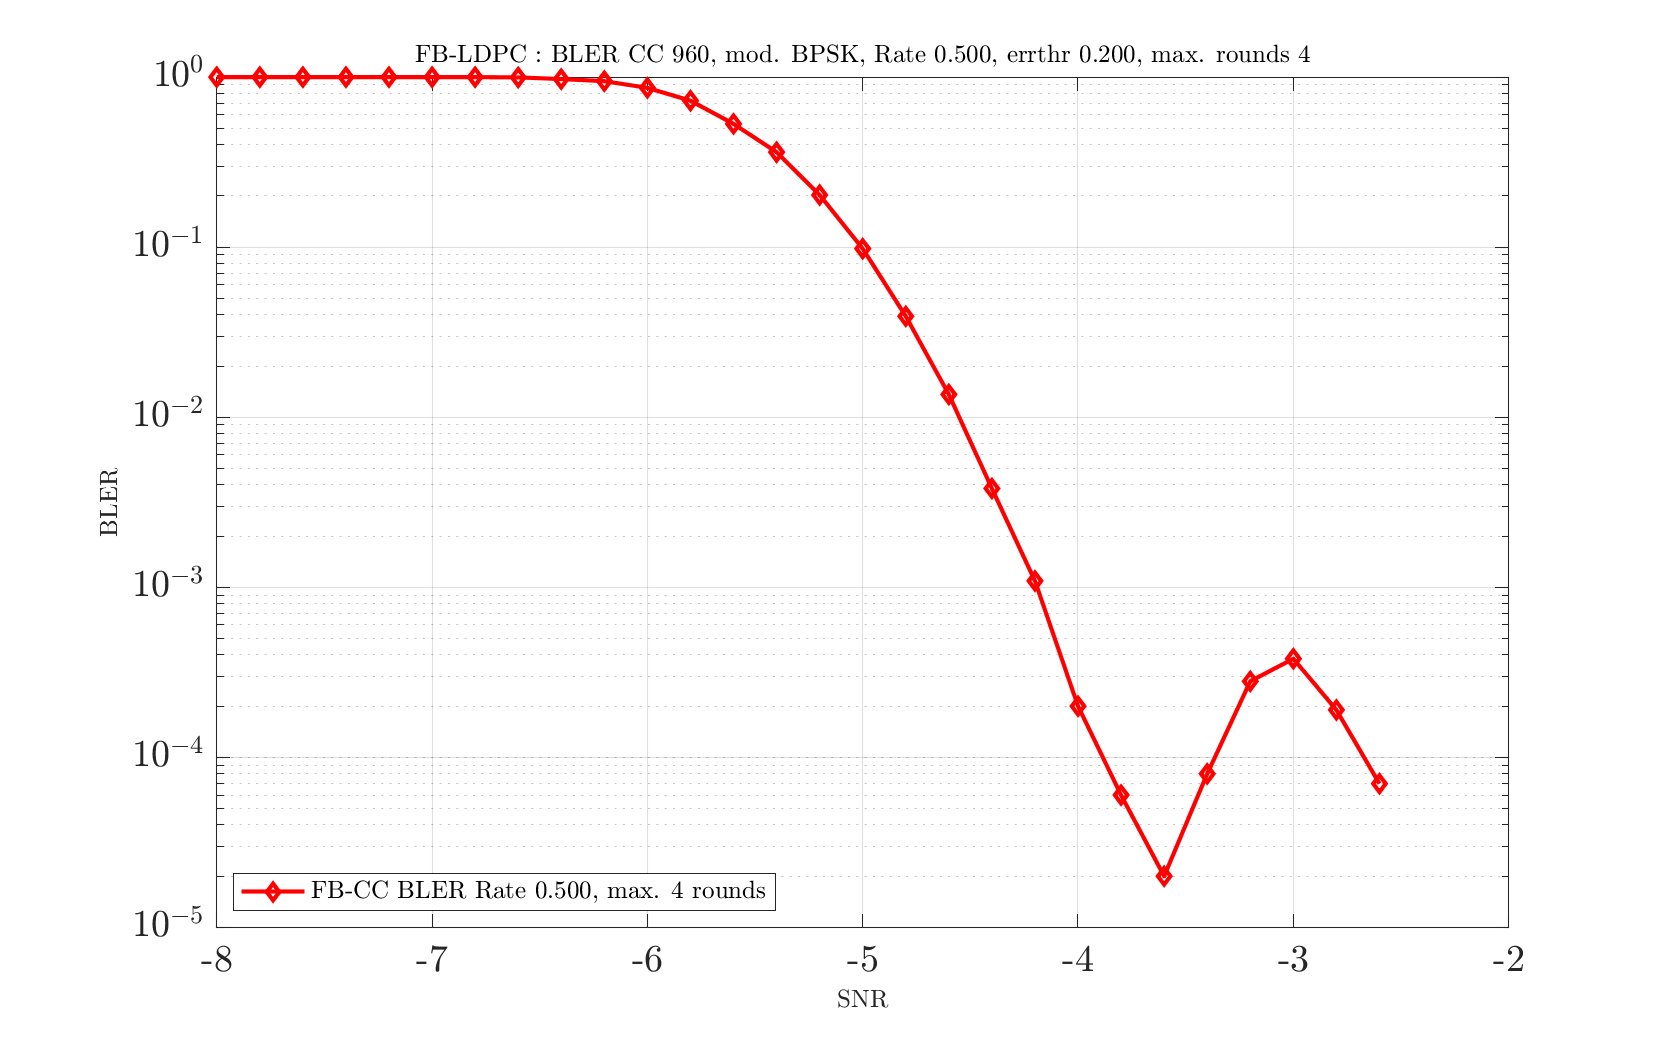 FB-LDPC : BLER CC 960, mod. BPSK, Rate 0.500, errthr 0.200, max. rounds 4
10^0
10^−1
10^−2
10^−3
10^−4
10^−5
BLER
FB-CC BLER Rate 0.500, max. 4 rounds
-8 -7 -6 -5 -4 -3 -2
SNR